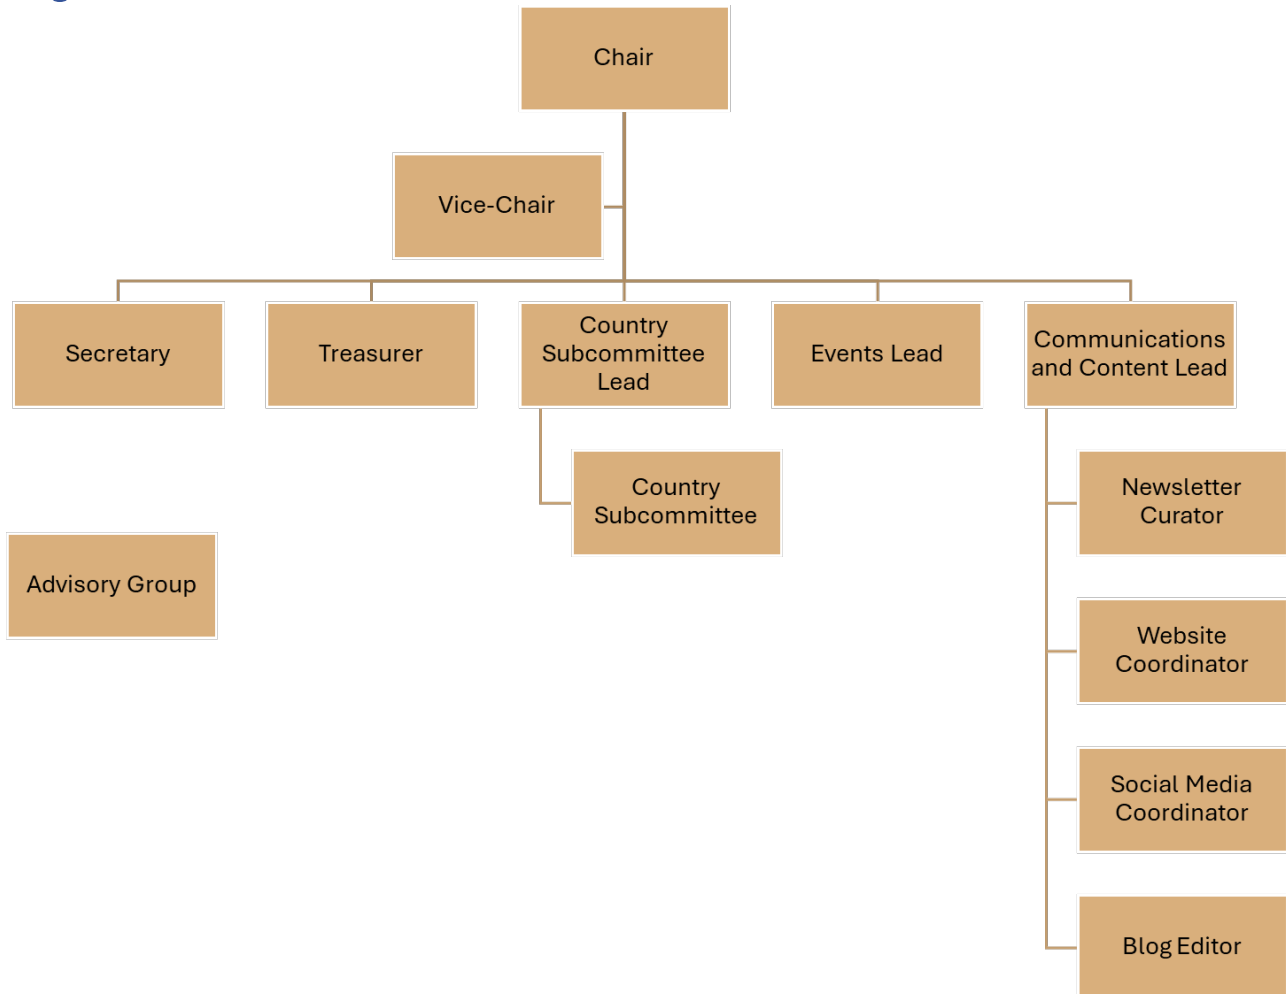 Chair
Vice-Chair
Secretary
Treasurer
Country
Subcommittee
Lead
Events Lead
Communications
and Content Lead
Country
Subcommittee
Newsletter
Curator
Advisory Group
Website
Coordinator
Social Media
Coordinator
Blog Editor